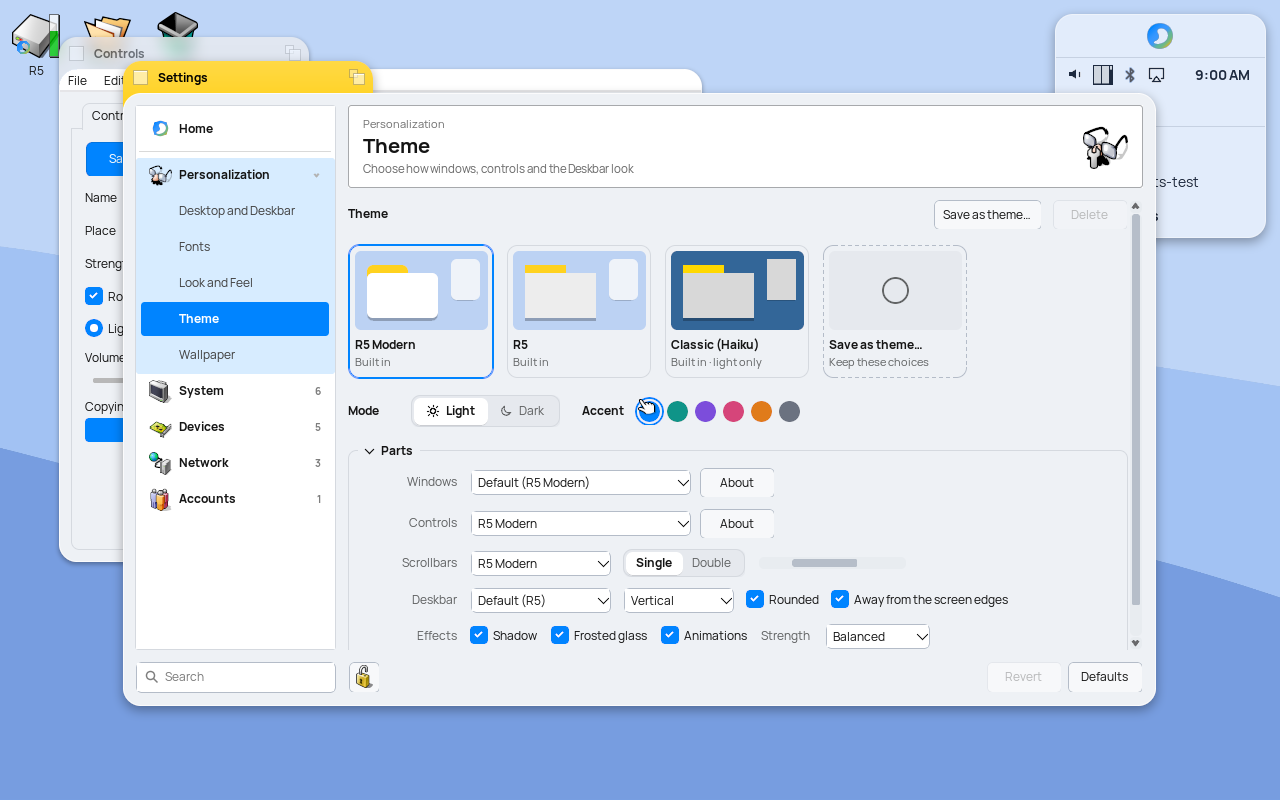 R5
Controls
File Edit
Settings
9:00 AM
ts-test
s
Contr
Sa
Name
Place
Strengt
Ro
Lig
Volume
Copyin
Home
Personalization
Desktop and Deskbar
Fonts
Look and Feel
Theme
Wallpaper
System 6
Devices 5
Network 3
Accounts 1
Search
Personalization
Theme
Choose how windows, controls and the Deskbar look
Theme
Save as theme...
Delete
R5 Modern
Built in
R5
Built in
Classic (Haiku)
Built in · light only
Save as theme...
Keep these choices
Mode
Light
Dark
Accent
Parts
Windows
Default (R5 Modern)
About
Controls
R5 Modern
About
Scrollbars
R5 Modern
Single
Double
Deskbar
Default (R5)
Vertical
Rounded
Away from the screen edges
Effects
Shadow
Frosted glass
Animations
Strength
Balanced
Revert
Defaults